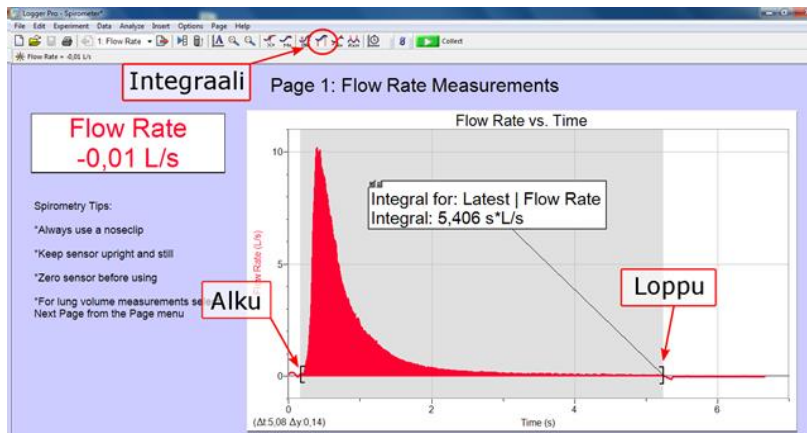 Logger Pro - Spirometer*
File Edit Experiment Data Analyze Insert Options Page Help
1: Flow Rate
Collect
Flow Rate = -0,01 L/s
Integraali
Page 1: Flow Rate Measurements
Flow Rate
-0,01 L/s
Spirometry Tips:
*Always use a noseclip
*Keep sensor upright and still
*Zero sensor before using
*For lung volume measurements sele
Next Page from the Page menu
Flow Rate vs. Time
10
5
0
Flow Rate (L/s)
Integral for: Latest | Flow Rate
Integral: 5,406 s*L/s
Alku
Loppu
0
2
4
6
(Δt:5,08 Δy:0,14)
Time (s)